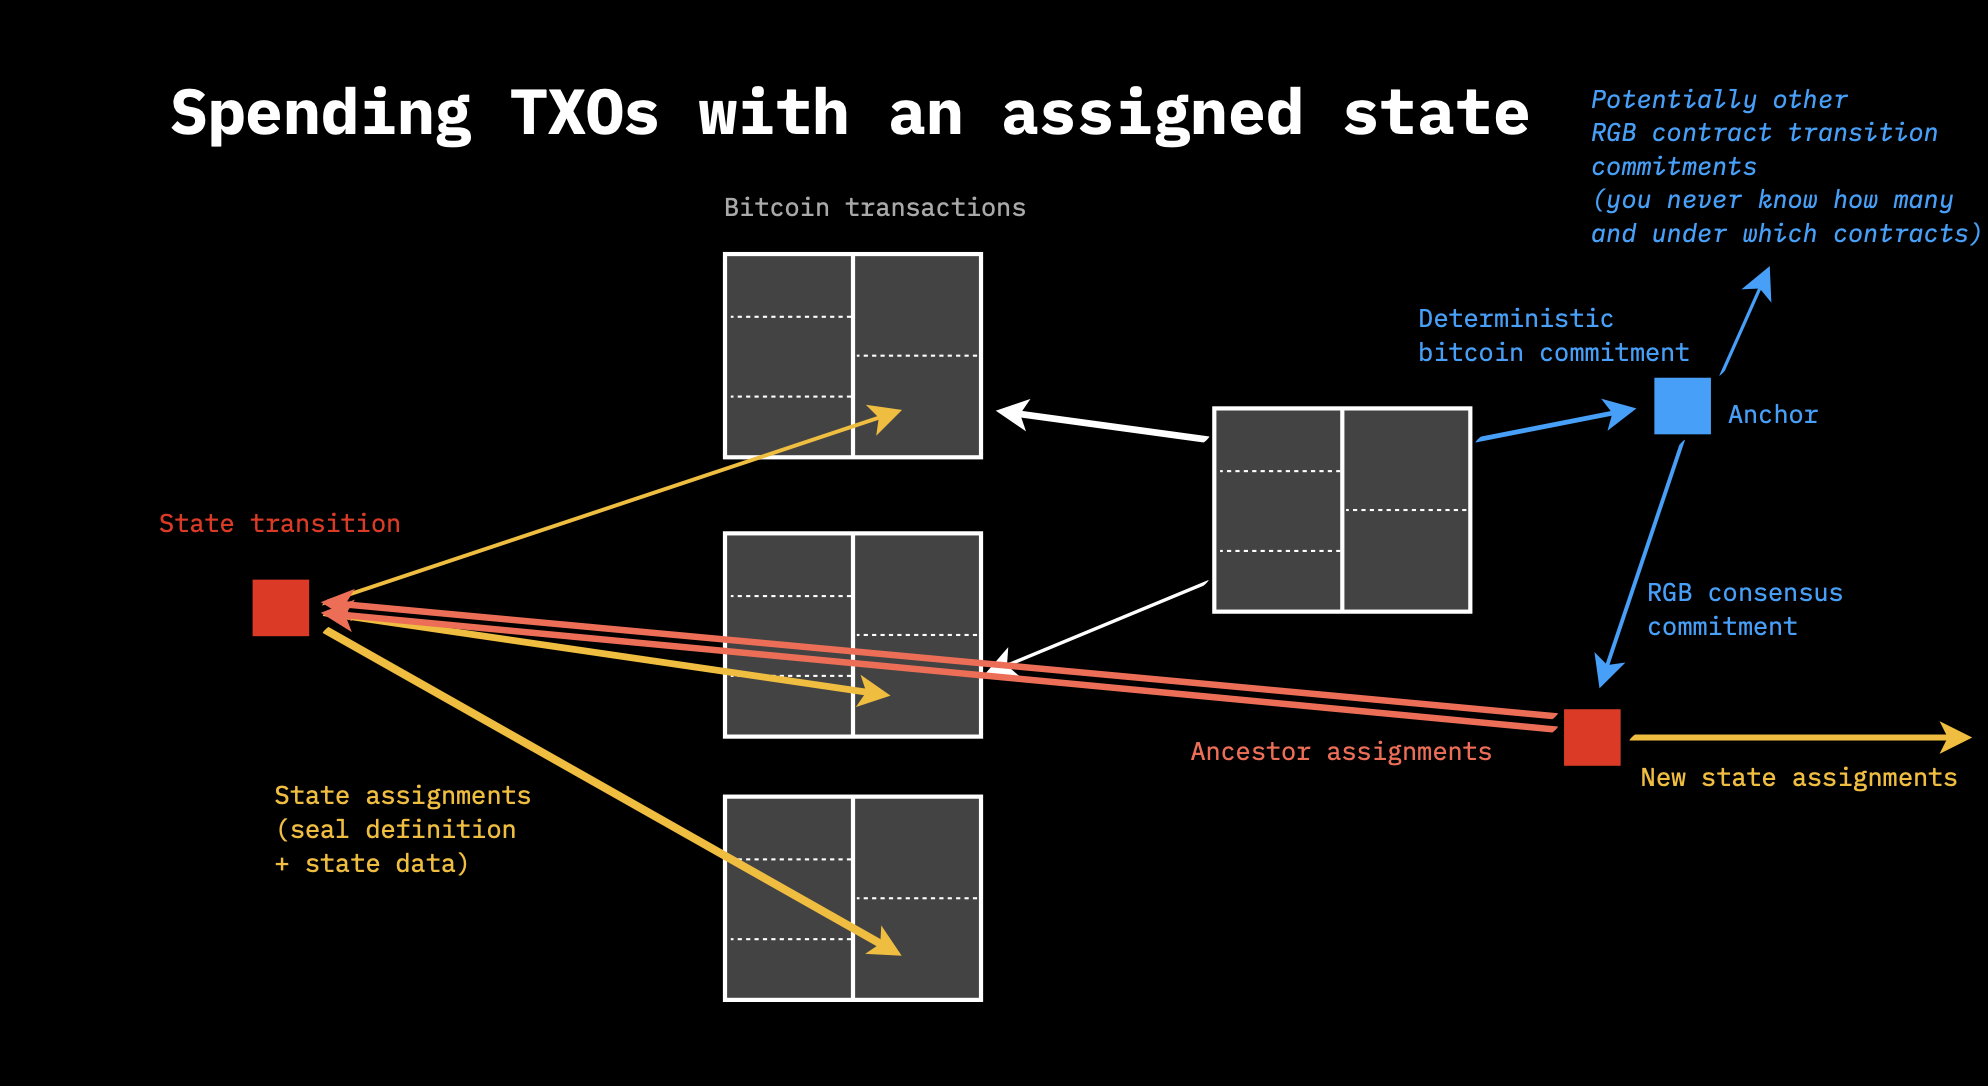 Spending TXOs with an assigned state
Potentially other
RGB contract transition
commitments
(you never know how many
and under which contracts)
Bitcoin transactions
Deterministic
bitcoin commitment
Anchor
State transition
RGB consensus
commitment
Ancestor assignments
New state assignments
State assignments
(seal definition
+ state data)